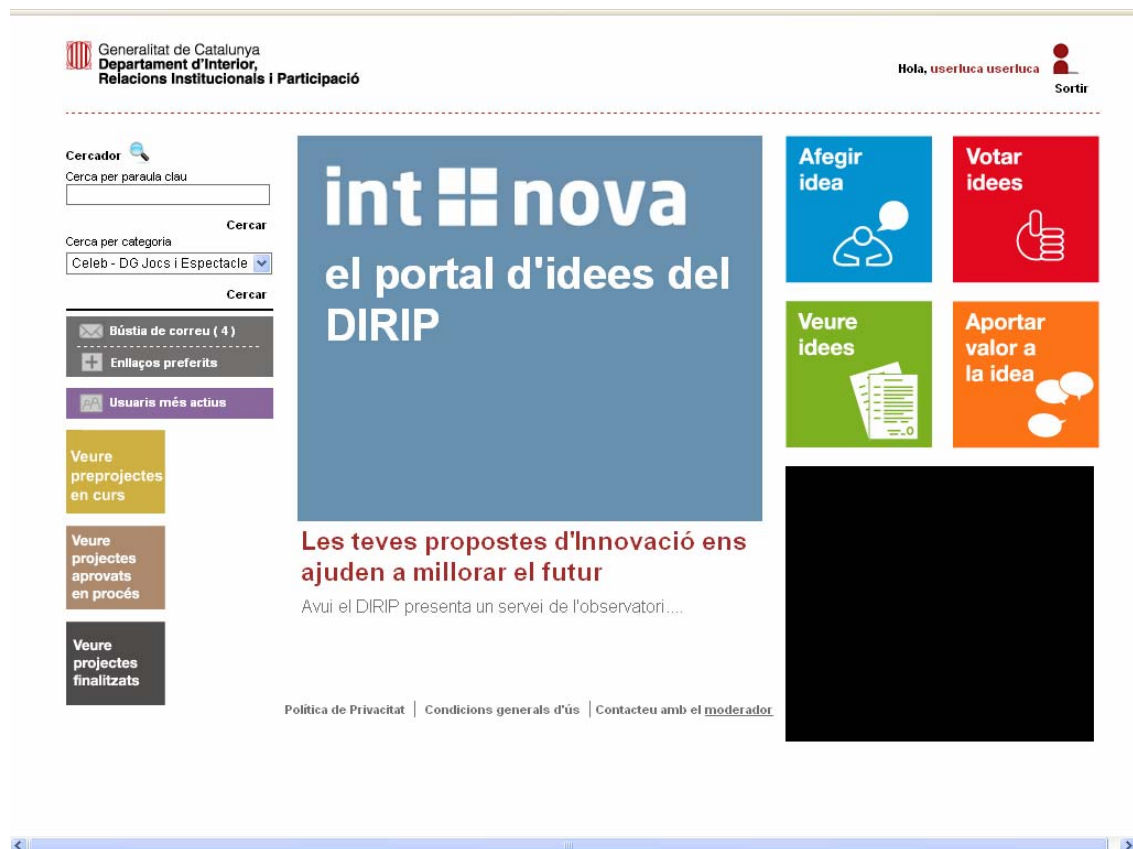 Generalitat de Catalunya
Departament d'Interior,
Relacions Institucionals i Participació
Hola, userluca userluca
Sortir
Cercador
Cerca per paraula clau
Cercar
Cerca per categoria
Celeb - DG Jocs i Espectacle
Cercar
Bústia de correu ( 4 )
Enllaços preferits
Usuaris més actius
Veure
preprojectes
en curs
Veure
projectes
aprovats
en procés
Veure
projectes
finalitzats
int nova
el portal d'idees del
DIRIP
Les teves propostes d'Innovació ens
ajuden a millorar el futur
Avui el DIRIP presenta un servei de l'observatori....
Afegir
idea
Votar
idees
Veure
idees
Aportar
valor a
la idea
Política de Privacitat | Condicions generals d'ús | Contacteu amb el moderador